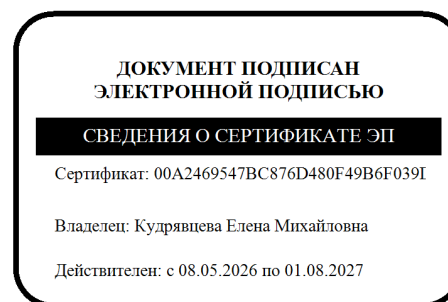 ДОКУМЕНТ ПОДПИСАН
ЭЛЕКТРОННОЙ ПОДПИСЬЮ
СВЕДЕНИЯ О СЕРТИФИКАТЕ ЭП
Сертификат: 00A2469547BC876D480F49B6F039
Владелец: Кудрявцева Елена Михайловна
Действителен: с 08.05.2026 по 01.08.2027